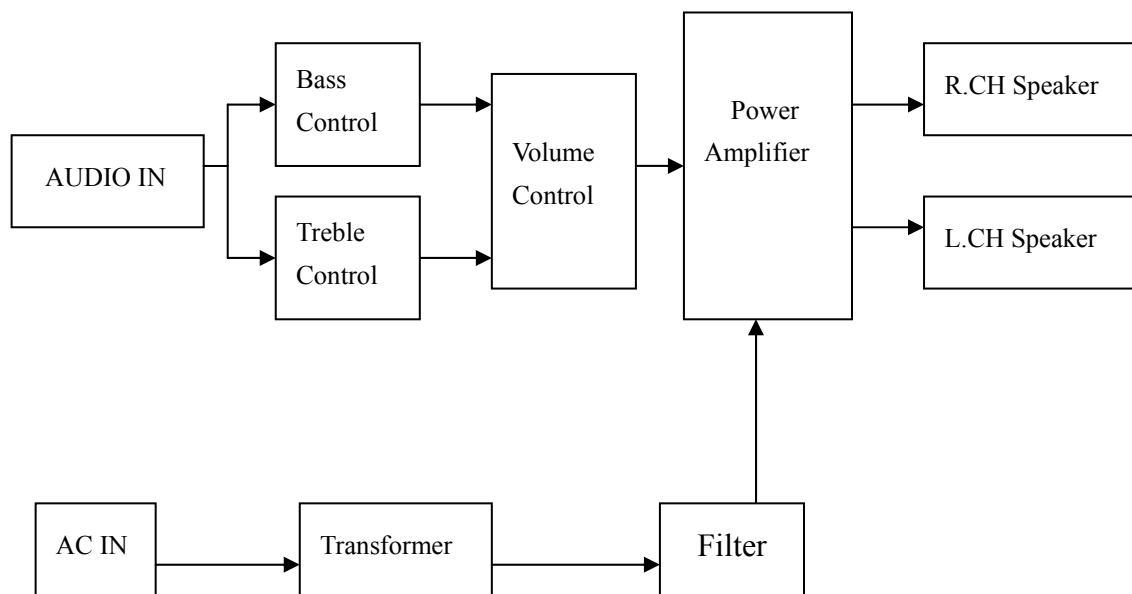 AUDIO IN
Bass
Control
Treble
Control
Volume
Control
Power
Amplifier
R.CH Speaker
L.CH Speaker
AC IN
Transformer
Filter